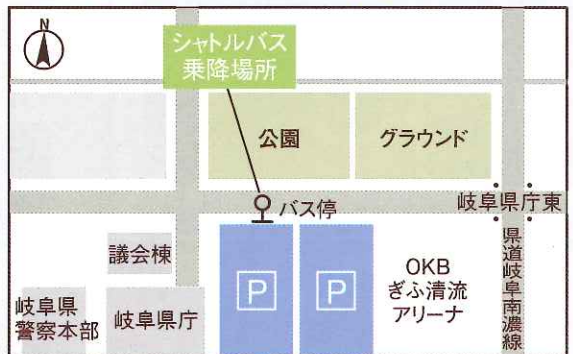 N
シャトルバス
乗降場所
公園
グラウンド
バス停
岐阜県庁東
議会棟
P
P
OKB
ぎふ清流
アリーナ
県道岐阜南濃線
岐阜県
警察本部
岐阜県庁